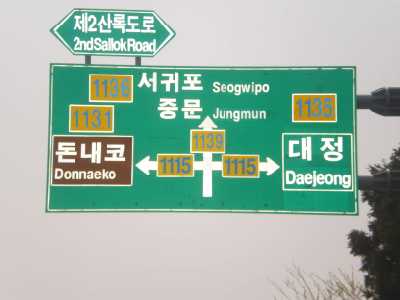 제2산록도로
2nd Sallok Road
1136 서귀포 Seogwipo
1131 중문 Jungmun 1135
1139
돈내코 1115 1115 대정
Donnaeko Daejeong